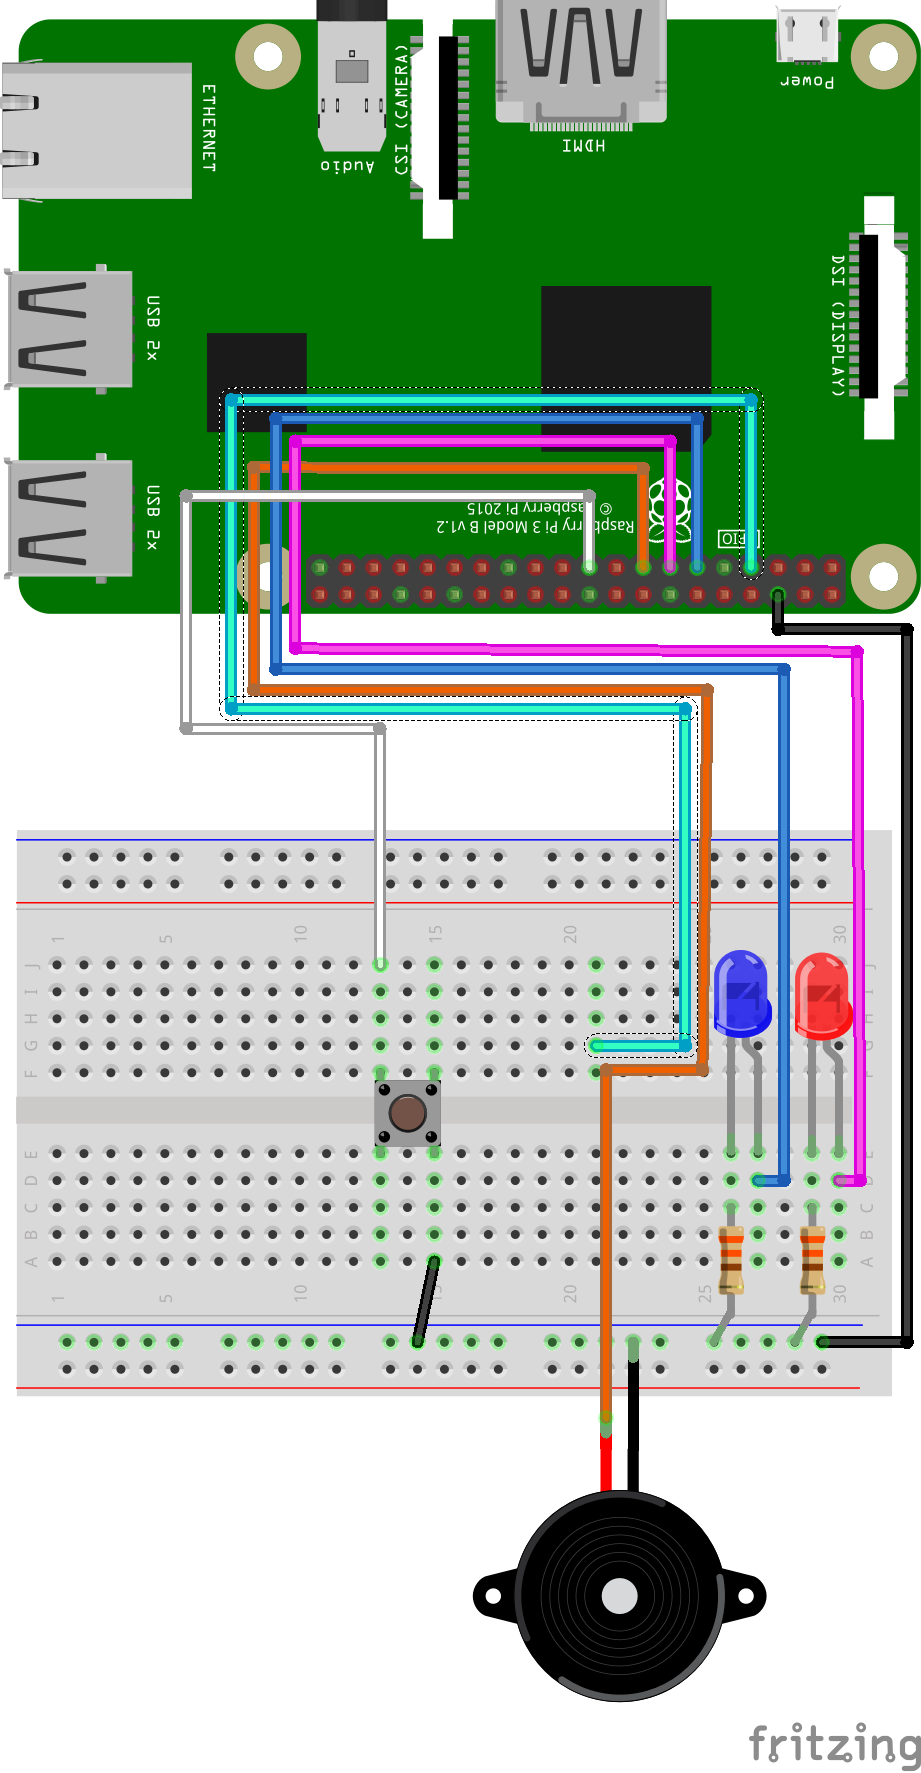 Power
HDMI
Audio
CSI (CAMERA)
ETHERNET
DSI (DISPLAY)
USB 2x
USB 2x
© Raspberry Pi 2015
Raspberry Pi 3 Model B v1.2
GPIO
1 5 10 15 20 30
J J
I I
H H
G G
F F
E E
D D
C C
B B
A A
1 5 10 15 20 25 30
fritzing